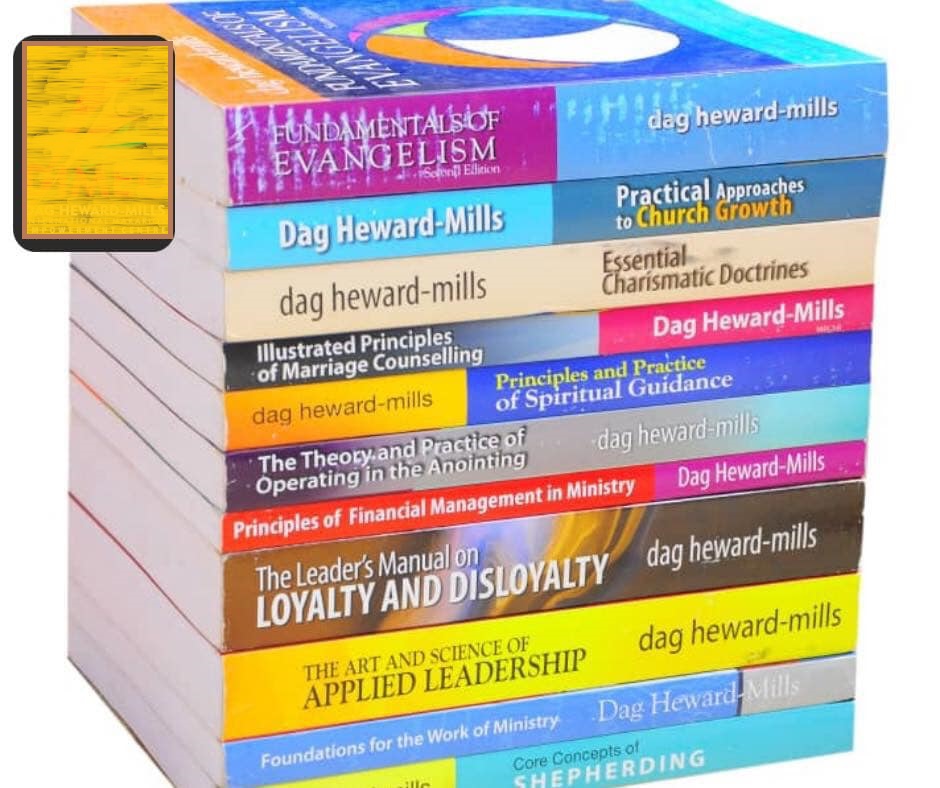 FUNDAMENTALS OF
EVANGELISM
dag heward-mills
FUNDAMENTALS OF
EVANGELISM
Second Edition
dag heward-mills
Dag Heward-Mills
Practical Approaches
to Church Growth
dag heward-mills
Essential
Charismatic Doctrines
Illustrated Principles
of Marriage Counselling
Dag Heward-Mills
dag heward-mills
Principles and Practice
of Spiritual Guidance
The Theory and Practice of
Operating in the Anointing
dag heward-mills
Principles of Financial Management in Ministry
Dag Heward-Mills
The Leader's Manual on
LOYALTY AND DISLOYALTY
dag heward-mills
THE ART AND SCIENCE OF
APPLIED LEADERSHIP
dag heward-mills
Foundations for the Work of Ministry
Dag Heward-Mills
Core Concepts of
SHEPHERDING
HEWARD-MILLS